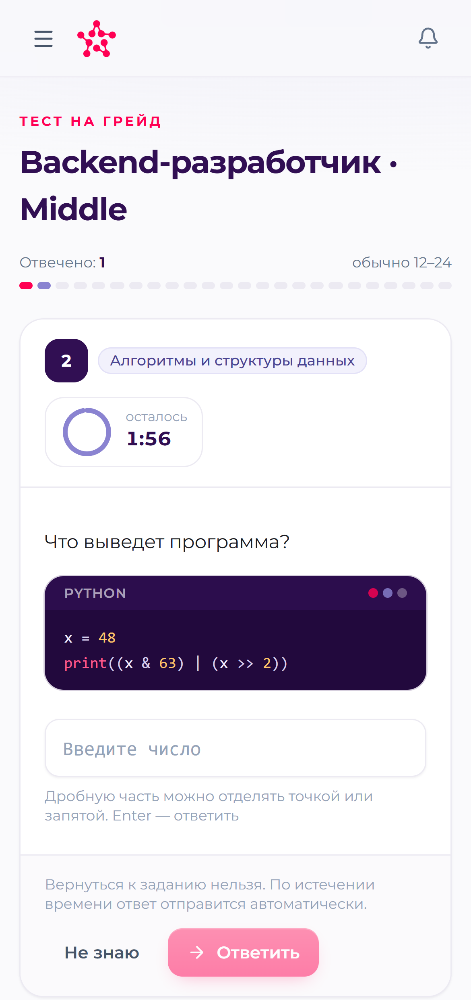 ТЕСТ НА ГРЕЙД
Backend-разработчик ·
Middle
Отвечено: 1
обычно 12–24
2
Алгоритмы и структуры данных
осталось
1:56
Что выведет программа?
PYTHON
x = 48
print((x & 63) | (x >> 2))
Введите число
Дробную часть можно отделять точкой или
запятой. Enter — ответить
Вернуться к заданию нельзя. По истечении
времени ответ отправится автоматически.
Не знаю
Ответить